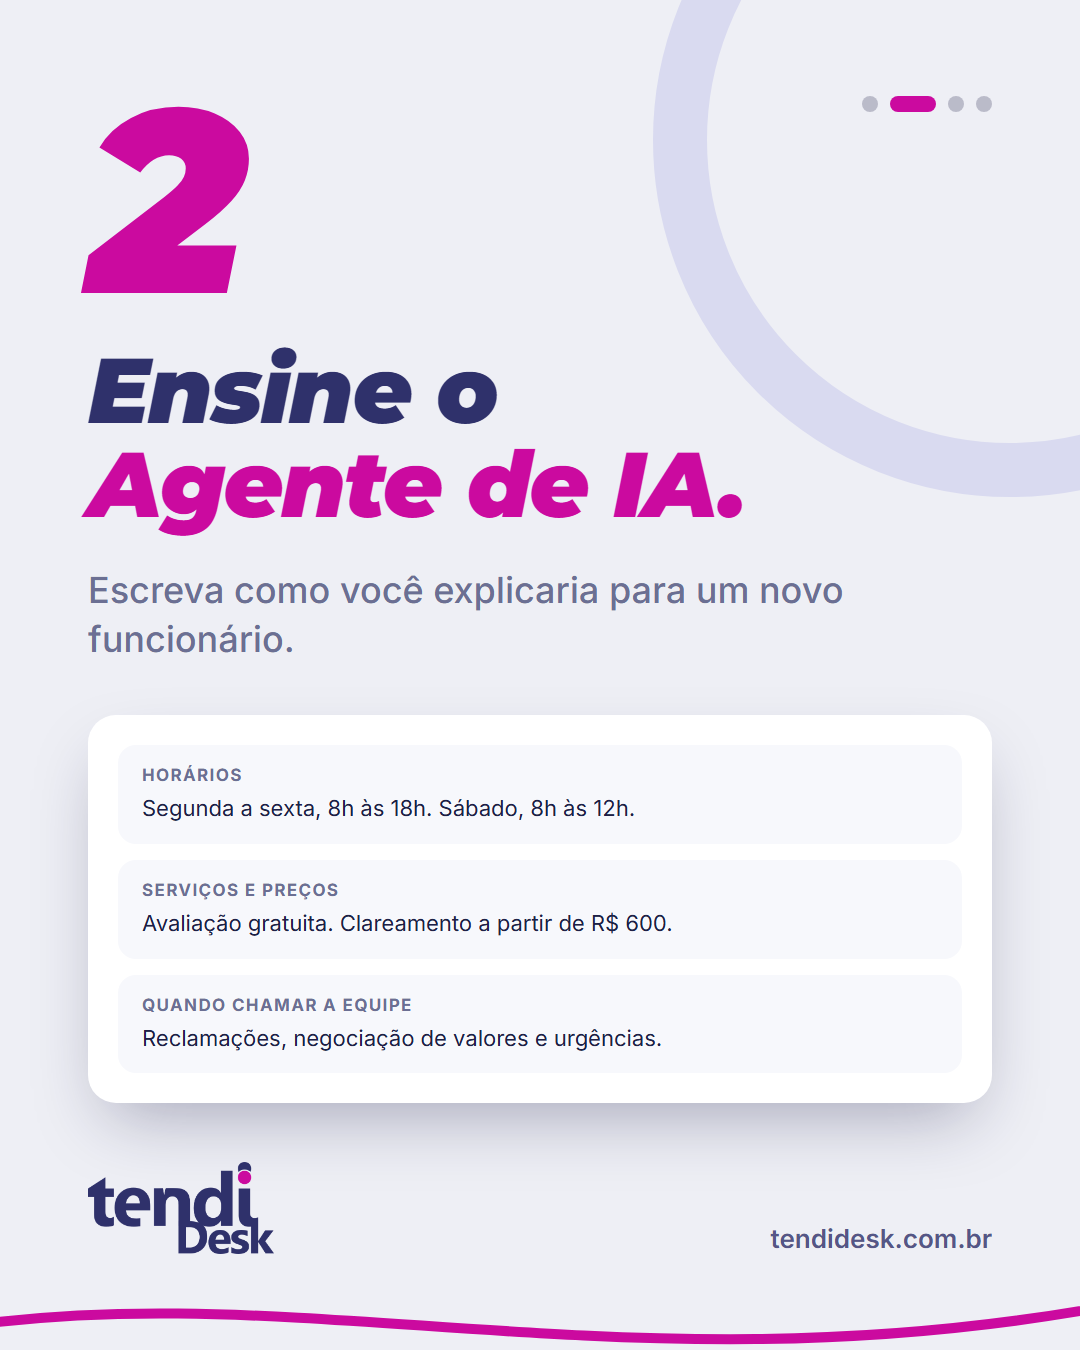 2
Ensine o
Agente de IA.
Escreva como você explicaria para um novo
funcionário.
HORÁRIOS
Segunda a sexta, 8h às 18h. Sábado, 8h às 12h.
SERVIÇOS E PREÇOS
Avaliação gratuita. Clareamento a partir de R$ 600.
QUANDO CHAMAR A EQUIPE
Reclamações, negociação de valores e urgências.
tendi
Desk
tendidesk.com.br